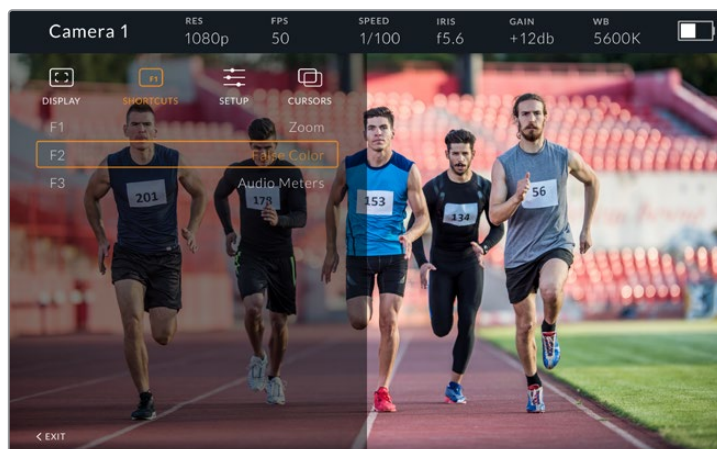 Camera 1
RES FPS SPEED IRIS GAIN WB
1080p 50 1/100 f5.6 +12db 5600K
F1
DISPLAY SHORTCUTS SETUP CURSORS
F1 Zoom
F2 False Color
F3 Audio Meters
201 178 153 134 56
< EXIT